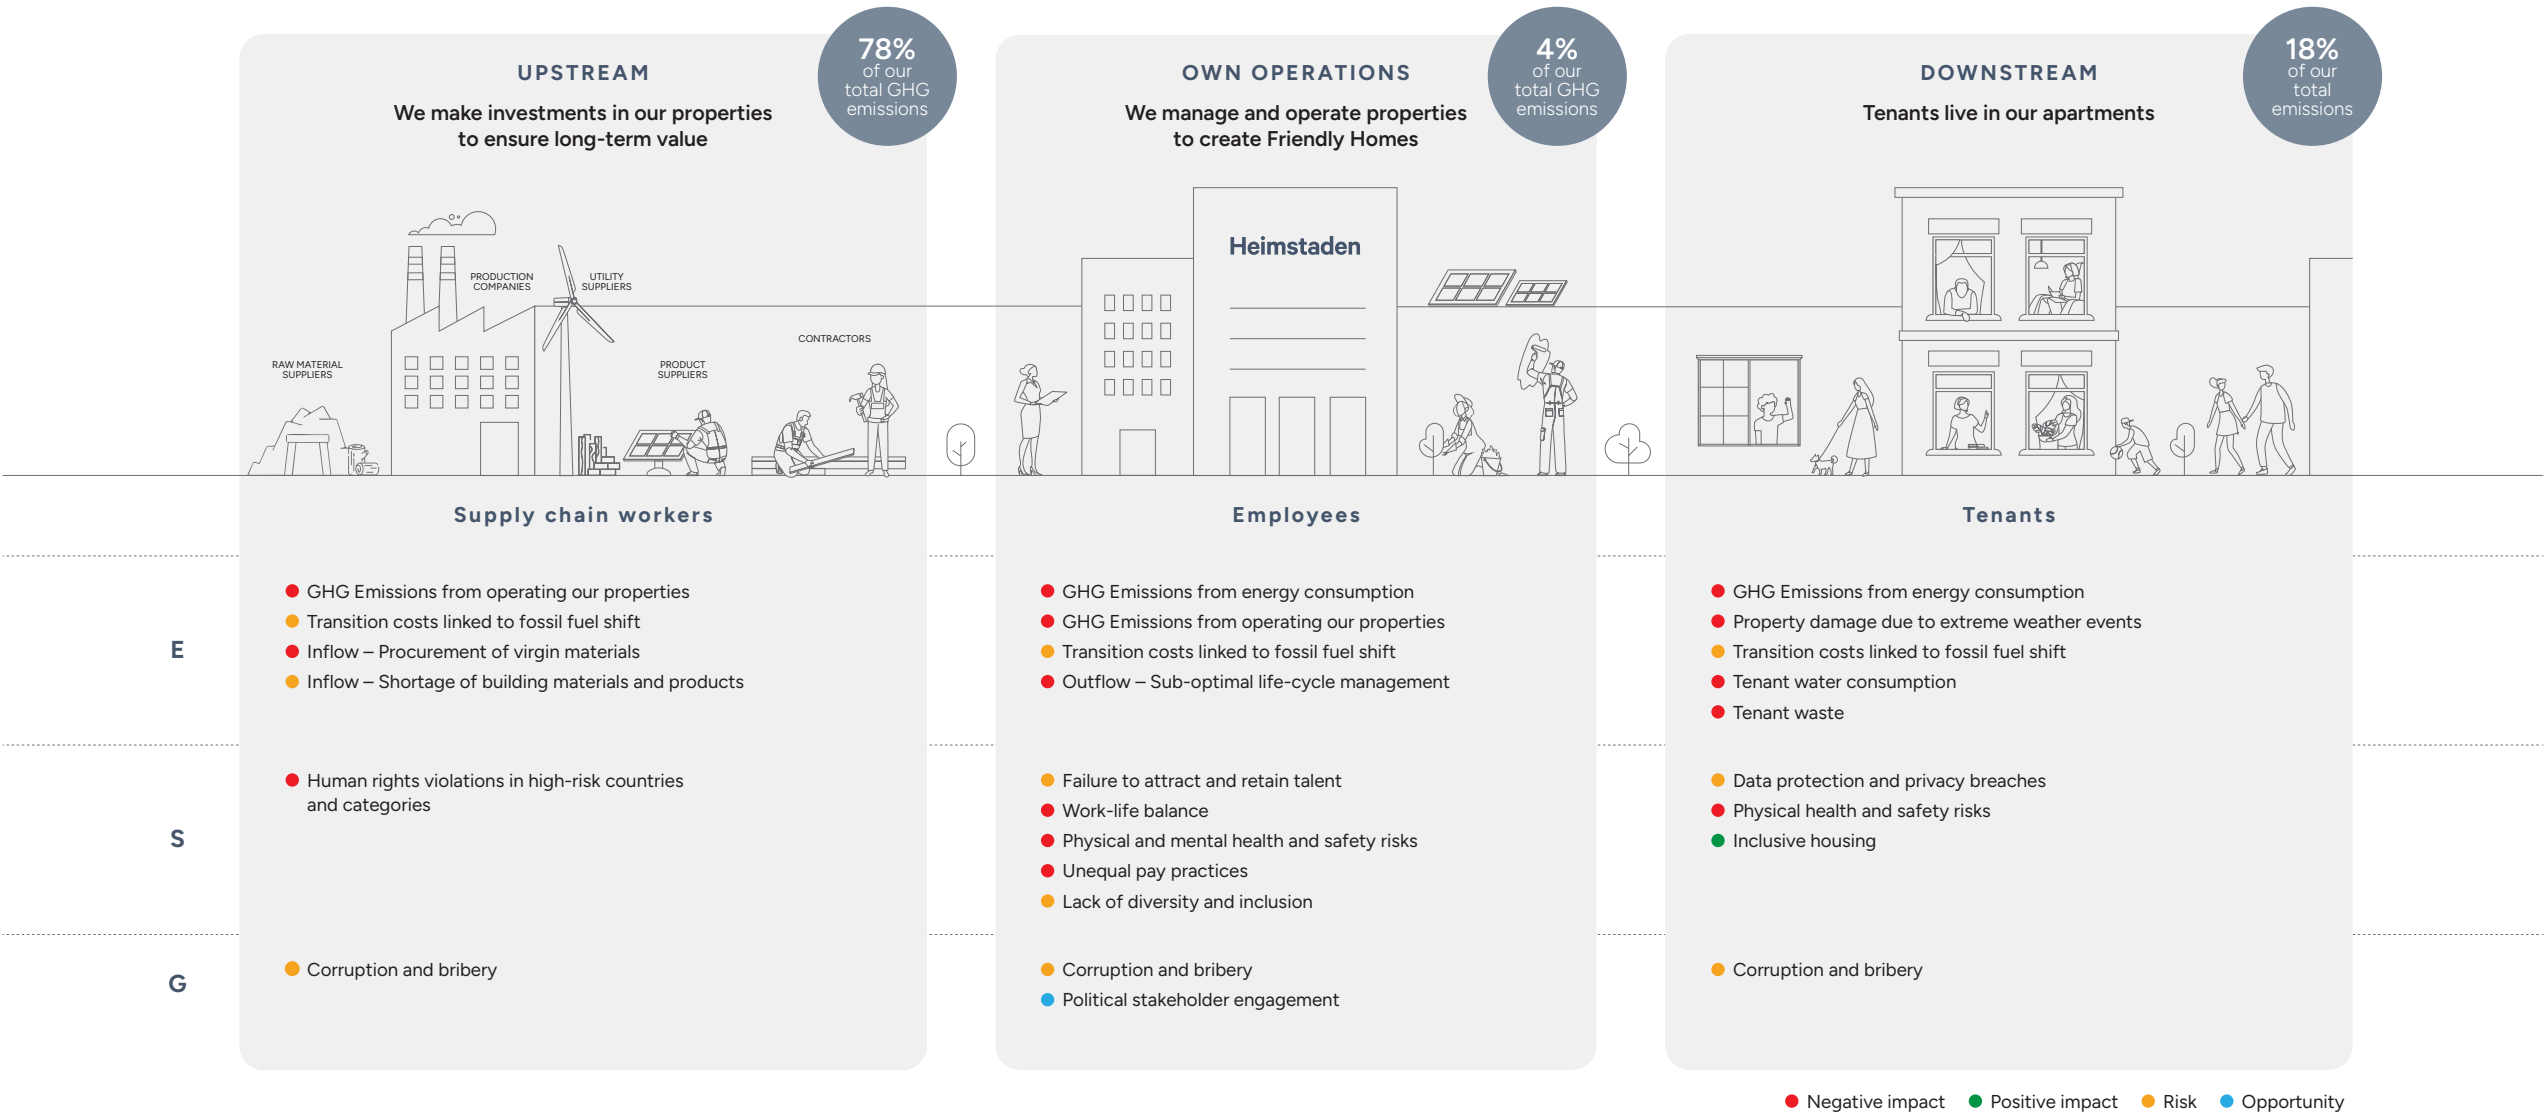 UPSTREAM
We make investments in our properties
to ensure long-term value
78%
of our
total GHG
emissions
PRODUCTION
COMPANIES
UTILITY
SUPPLIERS
CONTRACTORS
RAW MATERIAL
SUPPLIERS
PRODUCT
SUPPLIERS
OWN OPERATIONS
We manage and operate properties
to create Friendly Homes
4%
of our
total GHG
emissions
Heimstaden
DOWNSTREAM
Tenants live in our apartments
18%
of our
total
emissions
Supply chain workers
Employees
Tenants
E
GHG Emissions from operating our properties
Transition costs linked to fossil fuel shift
Inflow – Procurement of virgin materials
Inflow – Shortage of building materials and products
GHG Emissions from energy consumption
GHG Emissions from operating our properties
Transition costs linked to fossil fuel shift
Outflow – Sub-optimal life-cycle management
GHG Emissions from energy consumption
Property damage due to extreme weather events
Transition costs linked to fossil fuel shift
Tenant water consumption
Tenant waste
S
Human rights violations in high-risk countries
and categories
Failure to attract and retain talent
Work-life balance
Physical and mental health and safety risks
Unequal pay practices
Lack of diversity and inclusion
Data protection and privacy breaches
Physical health and safety risks
Inclusive housing
G
Corruption and bribery
Corruption and bribery
Political stakeholder engagement
Corruption and bribery
Negative impact
Positive impact
Risk
Opportunity